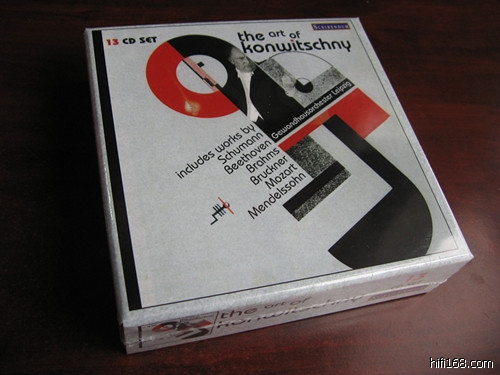 13 CD SET
the art of
konwitschny
Gewandhausorchester Leipzig
includes works by
Schumann
Beethoven
Brahms
Bruckner
Mozart
Mendelssohn
the art of
konwitschny
hifi168.com